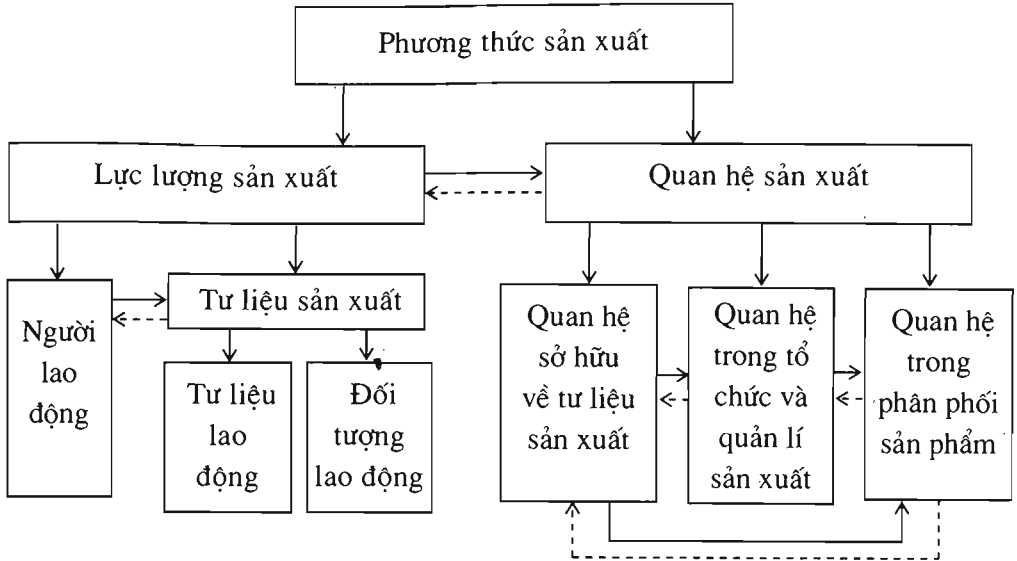 Phương thức sản xuất
Lực lượng sản xuất
Quan hệ sản xuất
Người
lao
động
Tư liệu sản xuất
Tư liệu
lao
động
Đối
tượng
lao động
Quan hệ
sở hữu
về tư liệu
sản xuất
Quan hệ
trong tổ
chức và
quản lí
sản xuất
Quan hệ
trong
phân phối
sản phẩm